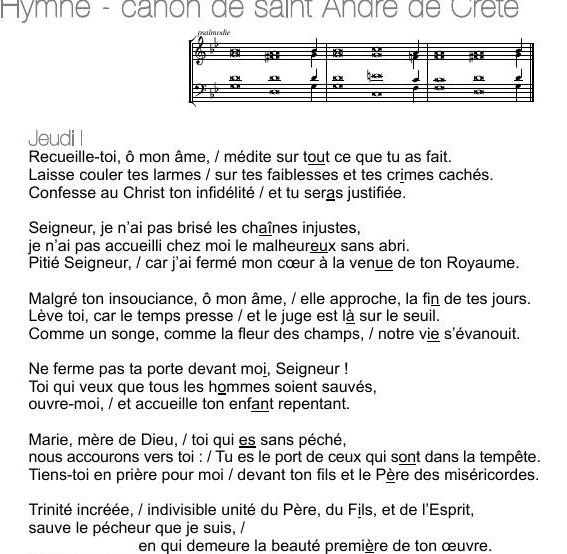 Hymne - canon de saint André de Crète
psalmodie
Jeudi I
Recueille-toi, ô mon âme, / médite sur tout ce que tu as fait.
Laisse couler tes larmes / sur tes faiblesses et tes crimes cachés.
Confesse au Christ ton infidélité / et tu seras justifiée.
Seigneur, je n'ai pas brisé les chaînes injustes,
je n'ai pas accueilli chez moi le malheureux sans abri.
Pitié Seigneur, / car j'ai fermé mon cœur à la venue de ton Royaume.
Malgré ton insouciance, ô mon âme, / elle approche, la fin de tes jours.
Lève toi, car le temps presse / et le juge est là sur le seuil.
Comme un songe, comme la fleur des champs, / notre vie s'évanouit.
Ne ferme pas ta porte devant moi, Seigneur !
Toi qui veux que tous les hommes soient sauvés,
ouvre-moi, / et accueille ton enfant repentant.
Marie, mère de Dieu, / toi qui es sans péché,
nous accourons vers toi : / Tu es le port de ceux qui sont dans la tempête.
Tiens-toi en prière pour moi / devant ton fils et le Père des miséricordes.
Trinité incréée, / indivisible unité du Père, du Fils, et de l'Esprit,
sauve le pécheur que je suis, /
en qui demeure la beauté première de ton œuvre.